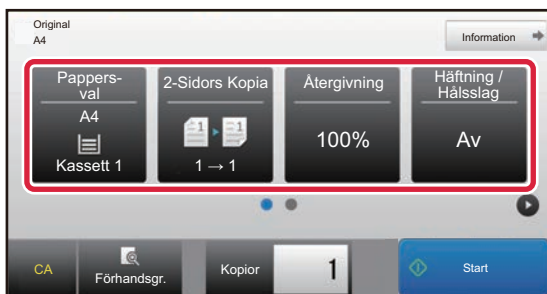 Original
A4
Information
Pappers-
val
A4
Kassett 1
2-Sidors Kopia
1 → 1
Återgivning
100%
Häftning /
Hålsslag
Av
CA
Förhandsgr.
Kopior
1
Start